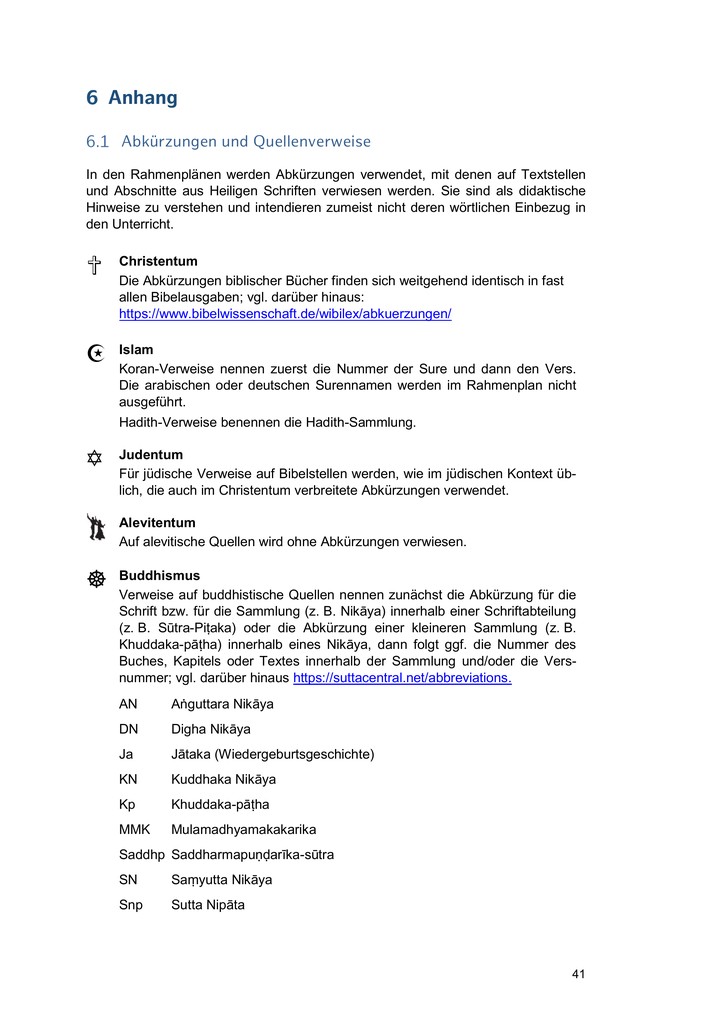 6 Anhang
6.1 Abkürzungen und Quellenverweise
In den Rahmenplänen werden Abkürzungen verwendet, mit denen auf Textstellen
und Abschnitte aus Heiligen Schriften verwiesen werden. Sie sind als didaktische
Hinweise zu verstehen und intendieren zumeist nicht deren wörtlichen Einbezug in
den Unterricht.
Christentum
Die Abkürzungen biblischer Bücher finden sich weitgehend identisch in fast
allen Bibelausgaben; vgl. darüber hinaus:
https://www.bibelwissenschaft.de/wibilex/abkuerzungen/
Islam
Koran-Verweise nennen zuerst die Nummer der Sure und dann den Vers.
Die arabischen oder deutschen Surennamen werden im Rahmenplan nicht
ausgeführt.
Hadith-Verweise benennen die Hadith-Sammlung.
Judentum
Für jüdische Verweise auf Bibelstellen werden, wie im jüdischen Kontext üb-
lich, die auch im Christentum verbreitete Abkürzungen verwendet.
Alevitentum
Auf alevitische Quellen wird ohne Abkürzungen verwiesen.
Buddhismus
Verweise auf buddhistische Quellen nennen zunächst die Abkürzung für die
Schrift bzw. für die Sammlung (z. B. Nikāya) innerhalb einer Schriftabteilung
(z. B. Sūtra-Piṭaka) oder die Abkürzung einer kleineren Sammlung (z. B.
Khuddaka-pāṭha) innerhalb eines Nikāya, dann folgt ggf. die Nummer des
Buches, Kapitels oder Textes innerhalb der Sammlung und/oder die Vers-
nummer; vgl. darüber hinaus https://suttacentral.net/abbreviations.
AN Aṅguttara Nikāya
DN Digha Nikāya
Ja Jātaka (Wiedergeburtsgeschichte)
KN Kuddhaka Nikāya
Kp Khuddaka-pāṭha
MMK Mulamadhyamakakarika
Saddhp Saddharmapuṇḍarīka-sūtra
SN Saṃyutta Nikāya
Snp Sutta Nipāta
41